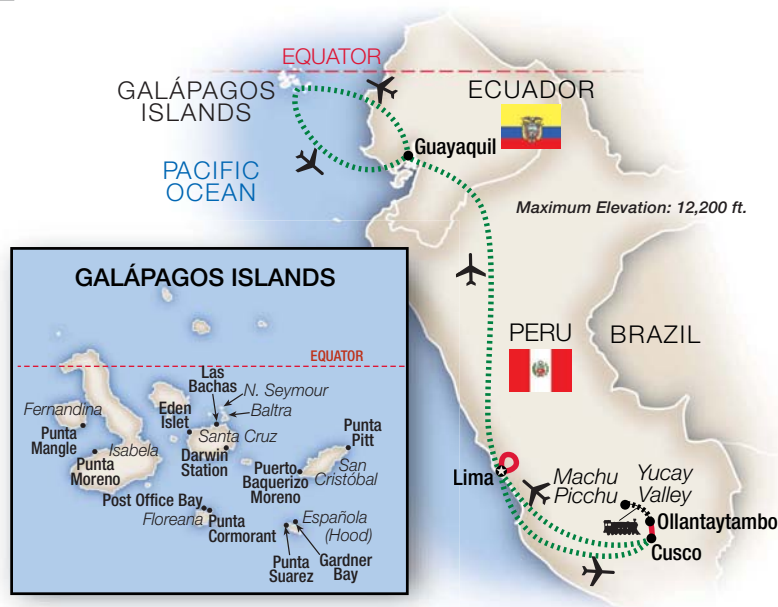 EQUATOR
GALÁPAGOS
ISLANDS
ECUADOR
Guayaquil
PACIFIC
OCEAN
Maximum Elevation: 12,200 ft.
PERU
BRAZIL
Lima
Machu
Picchu
Yucay
Valley
Ollantaytambo
Cusco
GALÁPAGOS ISLANDS
EQUATOR
Las
Bachas
N. Seymour
Baltra
Fernandina
Eden
Islet
Santa Cruz
Punta
Pitt
Punta
Mangle
Isabela
Darwin
Station
Punta
Moreno
Puerto
Baquerizo
Moreno
San
Cristóbal
Post Office Bay
Floreana
Punta
Cormorant
Española
(Hood)
Punta
Suarez
Gardner
Bay